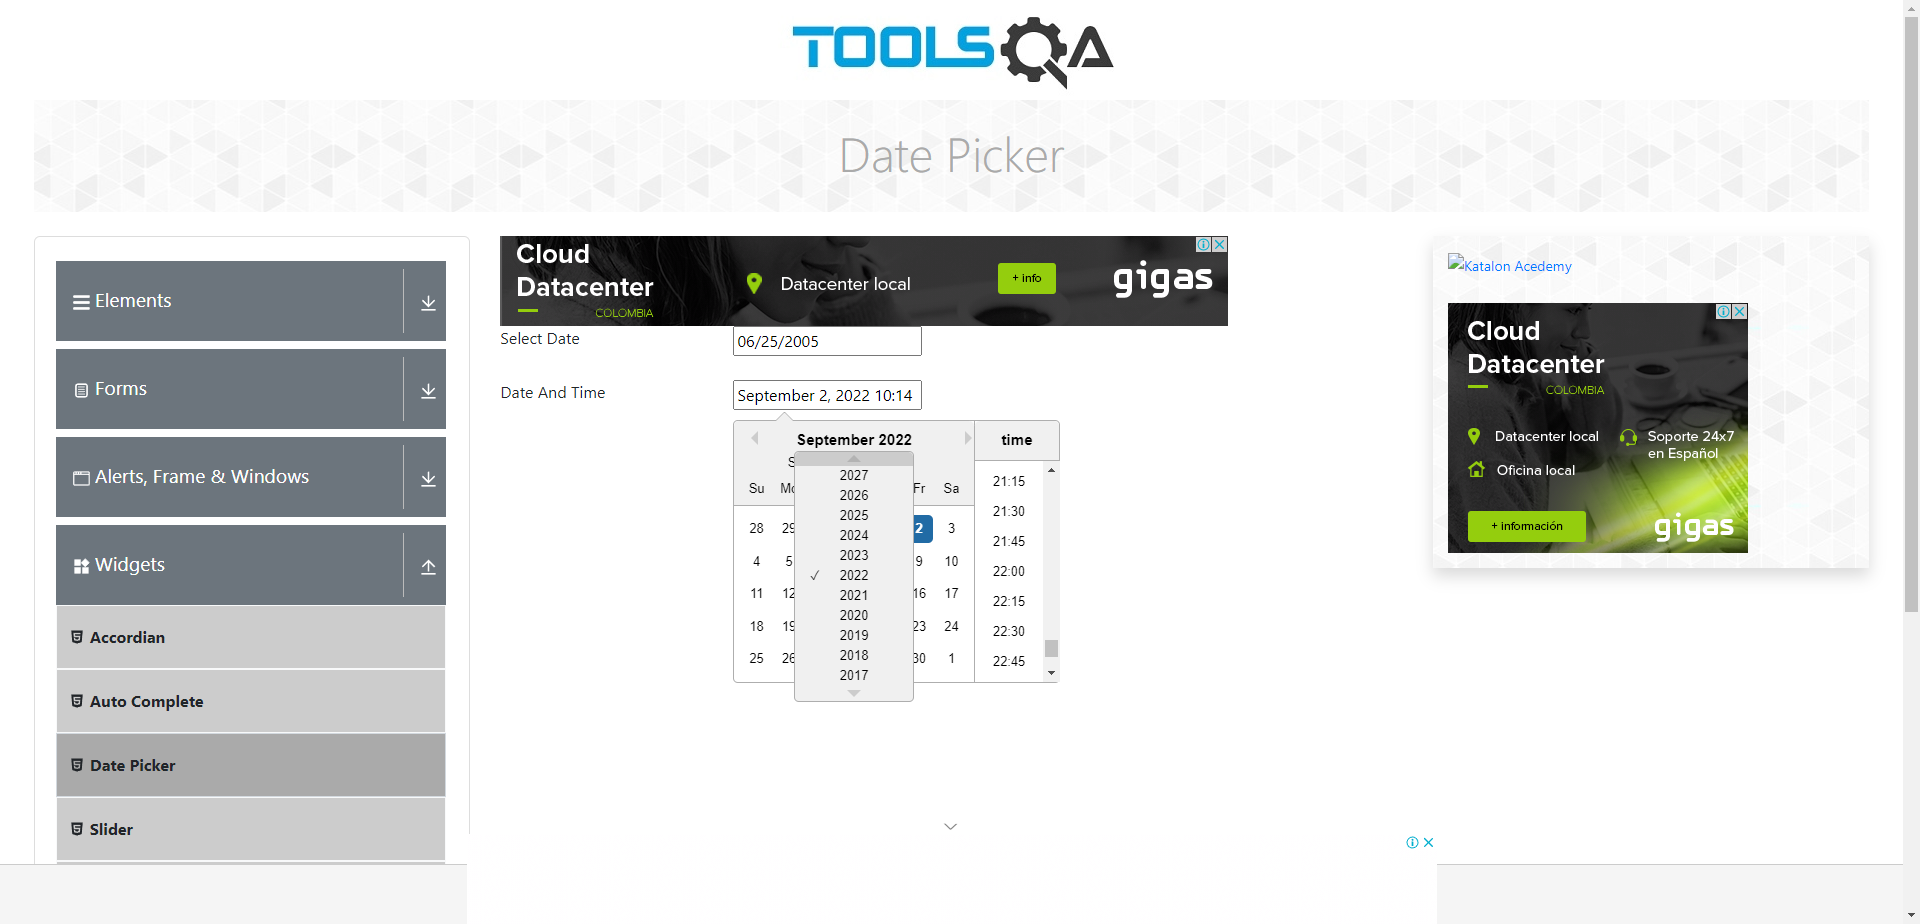 TOOLSQA
Date Picker
Elements
Forms
Alerts, Frame & Windows
Widgets
Accordian
Auto Complete
Date Picker
Slider
Cloud
Datacenter
COLOMBIA
Datacenter local
+ info
gigas
Select Date
06/25/2005
Date And Time
September 2, 2022 10:14
September 2022
time
S
Su Mo Fr Sa
28 29 2 3
4 5 9 10
11 12 16 17
18 19 23 24
25 26 30 1
2027
2026
2025
2024
2023
✓ 2022
2021
2020
2019
2018
2017
21:15
21:30
21:45
22:00
22:15
22:30
22:45
Katalon Acedemy
Cloud
Datacenter
COLOMBIA
Datacenter local
Oficina local
Soporte 24x7
en Español
+ información
gigas